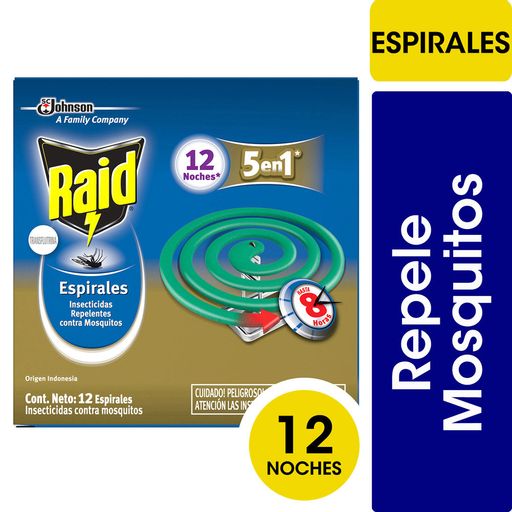 ESPIRALES
Repele
Mosquitos
SC Johnson
A Family Company
Raid
TRANSFLUTRINA
12
Noches*
5en1*
Espirales
Insecticidas
Repelentes
contra Mosquitos
HASTA
8
Horas
Origen Indonesia
Cont. Neto: 12 Espirales
Insecticidas contra mosquitos
CUIDADO! PELIGROSO
ATENCIÓN LAS
12
NOCHES